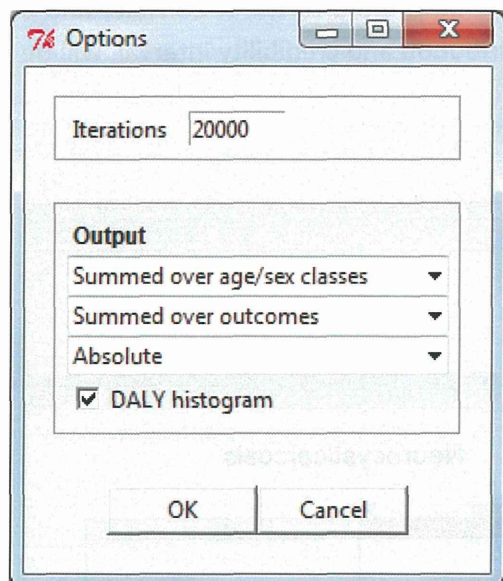 Options
Iterations 20000
Output
Summed over age/sex classes
Summed over outcomes
Absolute
DALY histogram
OK Cancel